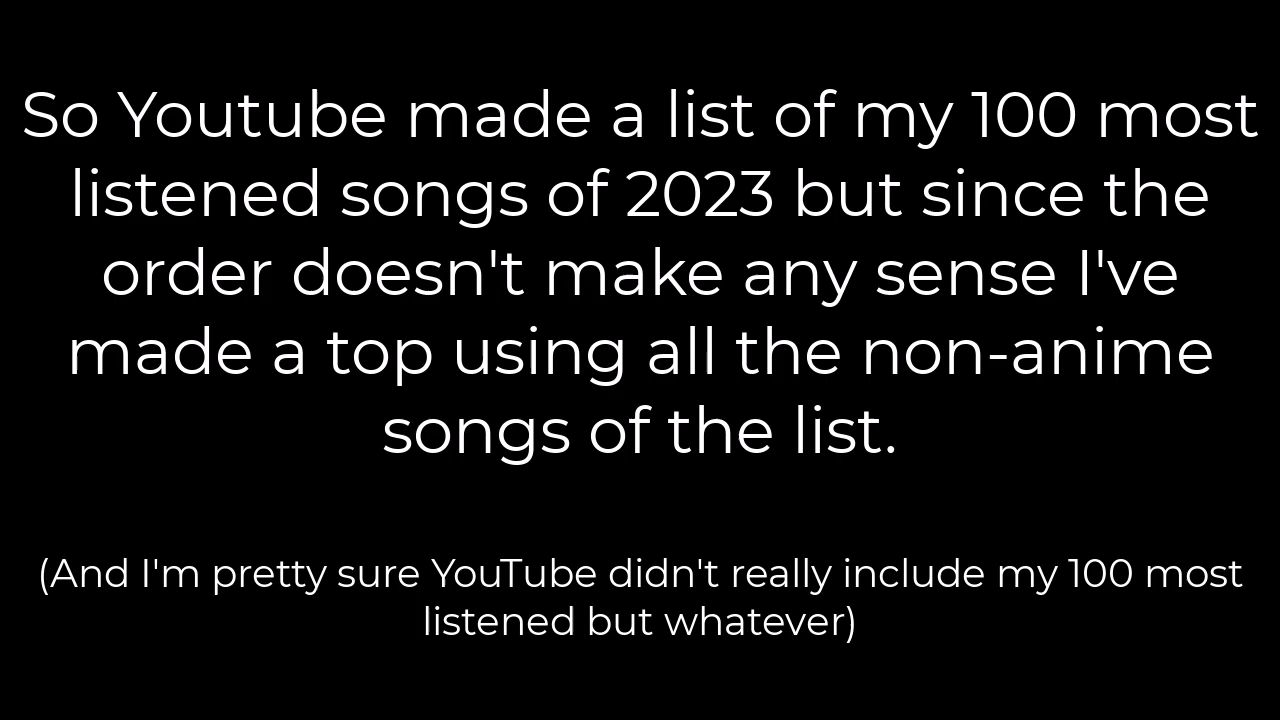 So Youtube made a list of my 100 most
listened songs of 2023 but since the
order doesn't make any sense I've
made a top using all the non-anime
songs of the list.
(And I'm pretty sure YouTube didn't really include my 100 most
listened but whatever)